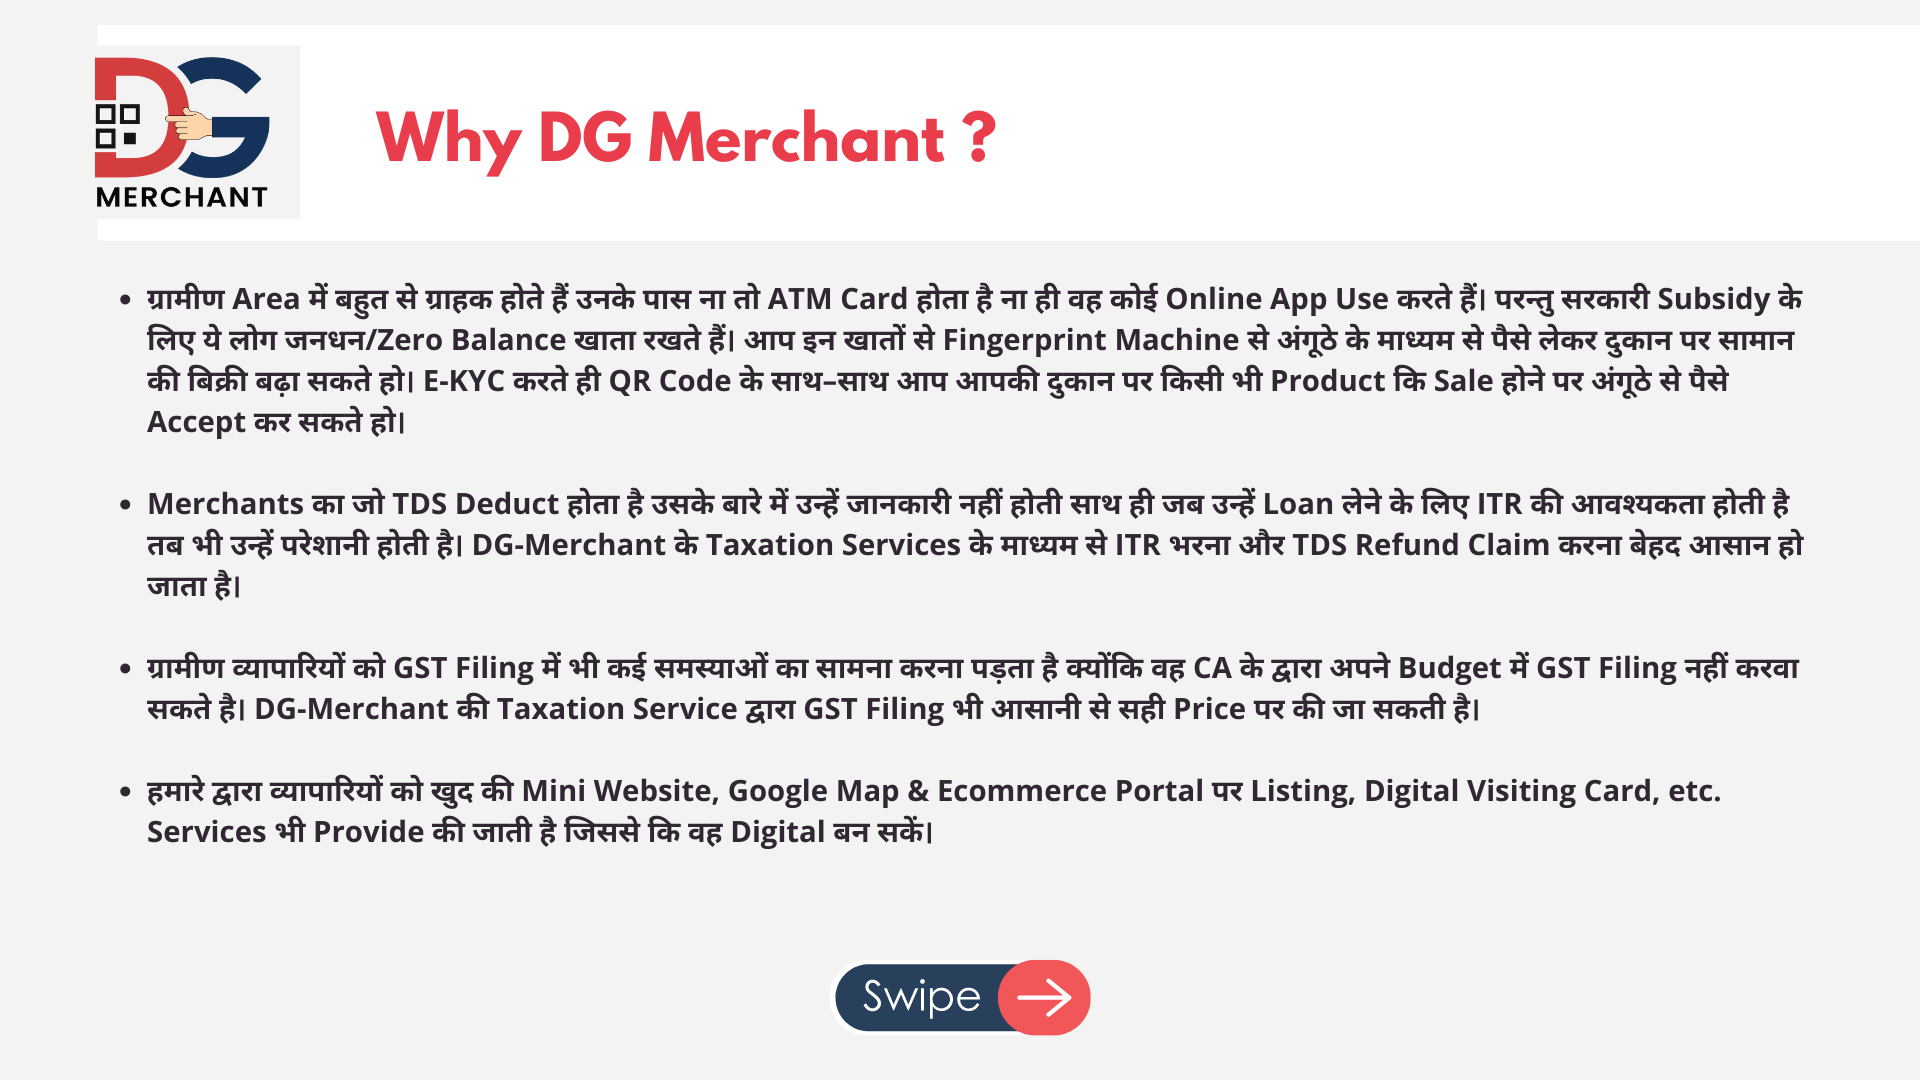 DG
MERCHANT
Why DG Merchant ?
• ग्रामीण Area में बहुत से ग्राहक होते हैं उनके पास ना तो ATM Card होता है ना ही वह कोई Online App Use करते हैं। परन्तु सरकारी Subsidy के
लिए ये लोग जनधन/Zero Balance खाता रखते हैं। आप इन खातों से Fingerprint Machine से अंगूठे के माध्यम से पैसे लेकर दुकान पर सामान
की बिक्री बढ़ा सकते हो। E-KYC करते ही QR Code के साथ–साथ आप आपकी दुकान पर किसी भी Product कि Sale होने पर अंगूठे से पैसे
Accept कर सकते हो।
• Merchants का जो TDS Deduct होता है उसके बारे में उन्हें जानकारी नहीं होती साथ ही जब उन्हें Loan लेने के लिए ITR की आवश्यकता होती है
तब भी उन्हें परेशानी होती है। DG-Merchant के Taxation Services के माध्यम से ITR भरना और TDS Refund Claim करना बेहद आसान हो
जाता है।
• ग्रामीण व्यापारियों को GST Filing में भी कई समस्याओं का सामना करना पड़ता है क्योंकि वह CA के द्वारा अपने Budget में GST Filing नहीं करवा
सकते है। DG-Merchant की Taxation Service द्वारा GST Filing भी आसानी से सही Price पर की जा सकती है।
• हमारे द्वारा व्यापारियों को खुद की Mini Website, Google Map & Ecommerce Portal पर Listing, Digital Visiting Card, etc.
Services भी Provide की जाती है जिससे कि वह Digital बन सकें।
Swipe